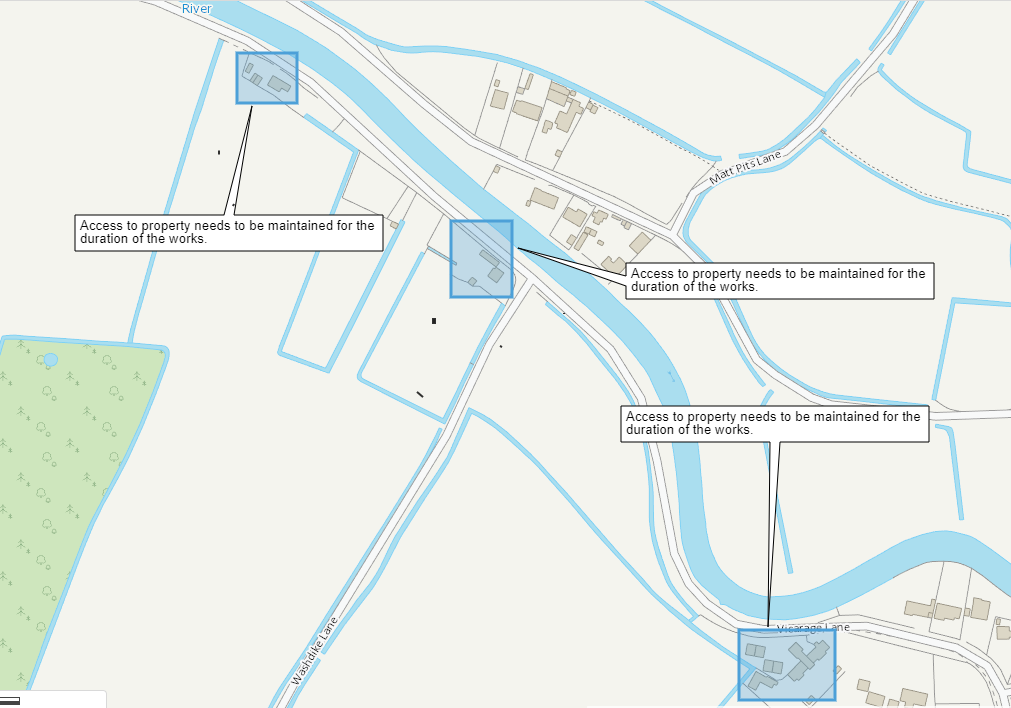 River
Matt Pits Lane
Access to property needs to be maintained for the
duration of the works.
Access to property needs to be maintained for the
duration of the works.
Access to property needs to be maintained for the
duration of the works.
Washdike Lane
Vicarage Lane